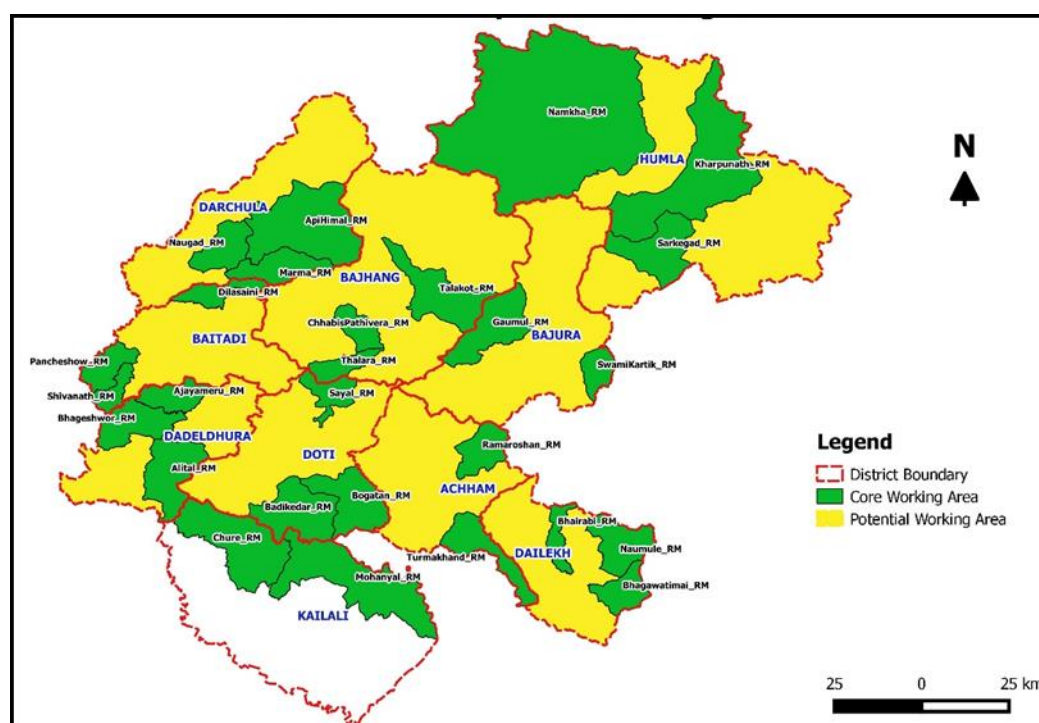 Namkha_RM
HUMLA
Kharpunath_RM
DARCHULA
ApiHimal_RM
Naugad_RM
Sarkegad_RM
Marma_RM
BAJHANG
Talakot_RM
Dilasaini_RM
Gaumul_RM
ChhabisPathivera_RM
BAJURA
BAITADI
Pancheshow_RM
Thalara_RM
SwamiKartik_RM
Ajayameru_RM
Sayal_RM
Shivanath_RM
Bhageshwor_RM
DADELDHURA
Ramaroshan_RM
DOTI
Alital_RM
ACHHAM
Bogatan_RM
Badikedar_RM
Bhairabi_RM
Chure_RM
DAILEKH
Naumule_RM
Turmakhand_RM
Mohanyal_RM
Bhagawatimai_RM
KAILALI
N
Legend
District Boundary
Core Working Area
Potential Working Area
25 0 25 km